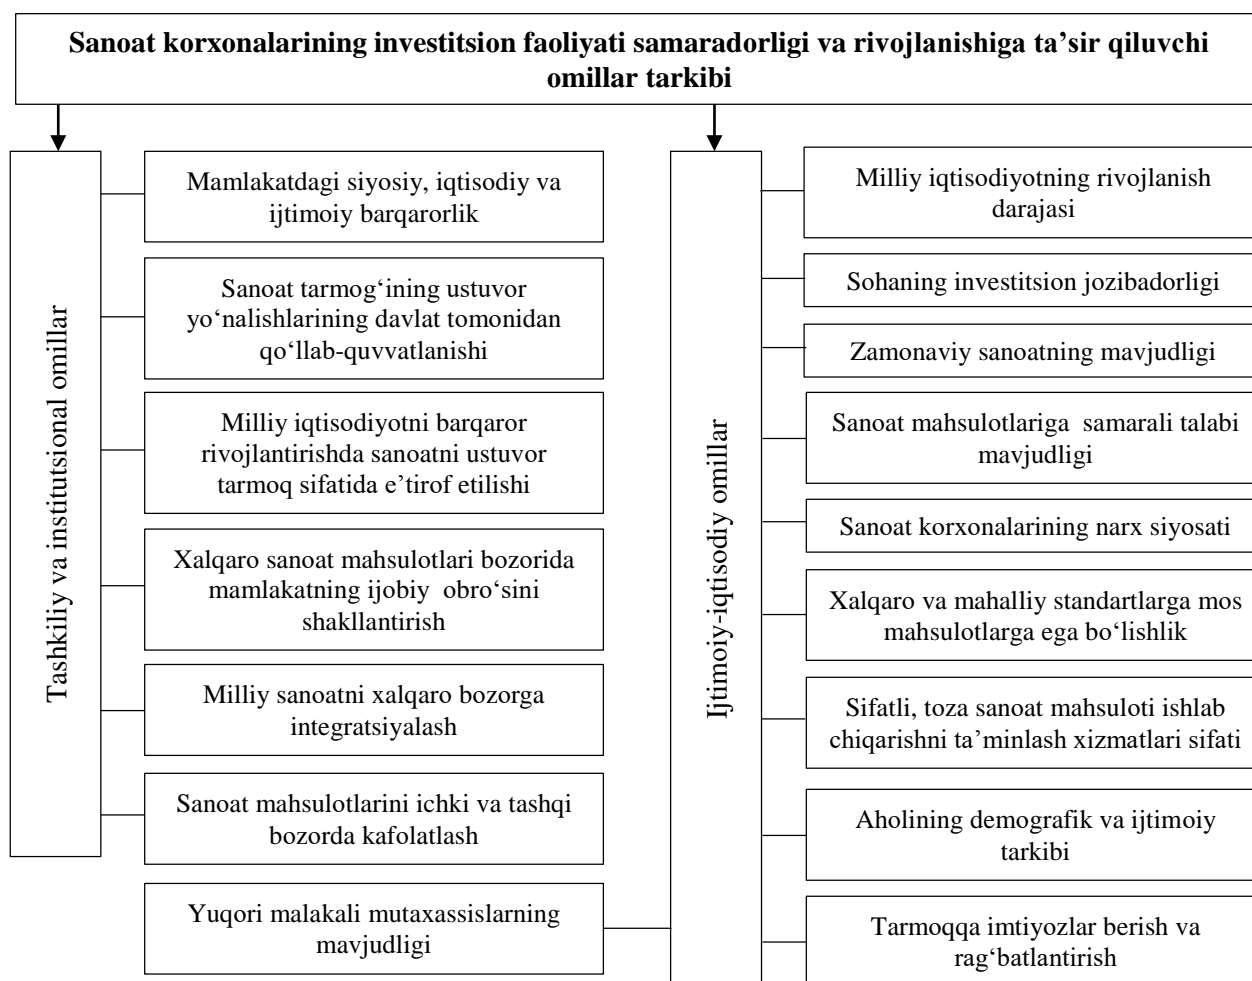 Sanoat korxonalarining investitsion faoliyati samaradorligi va rivojlanishiga ta’sir qiluvchi
omillar tarkibi
Tashkiliy va institutsional omillar
Mamlakatdagi siyosiy, iqtisodiy va
ijtimoiy barqarorlik
Sanoat tarmog‘ining ustuvor
yo‘nalishlarining davlat tomonidan
qo‘llab-quvvatlanishi
Milliy iqtisodiyotni barqaror
rivojlantirishda sanoatni ustuvor
tarmoq sifatida e’tirof etilishi
Xalqaro sanoat mahsulotlari bozorida
mamlakatning ijobiy  obro‘sini
shakllantirish
Milliy sanoatni xalqaro bozorga
integratsiyalash
Sanoat mahsulotlarini ichki va tashqi
bozorda kafolatlash
Yuqori malakali mutaxassislarning
mavjudligi
Ijtimoiy-iqtisodiy omillar
Milliy iqtisodiyotning rivojlanish
darajasi
Sohaning investitsion jozibadorligi
Zamonaviy sanoatning mavjudligi
Sanoat mahsulotlariga  samarali talabi
mavjudligi
Sanoat korxonalarining narx siyosati
Xalqaro va mahalliy standartlarga mos
mahsulotlarga ega bo‘lishlik
Sifatli, toza sanoat mahsuloti ishlab
chiqarishni ta’minlash xizmatlari sifati
Aholining demografik va ijtimoiy
tarkibi
Tarmoqqa imtiyozlar berish va
rag‘batlantirish